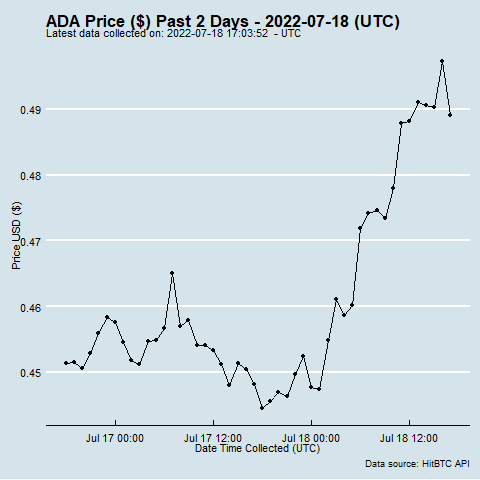 ADA Price ($) Past 2 Days - 2022-07-18 (UTC)
Latest data collected on: 2022-07-18 17:03:52  - UTC
0.49
0.48
0.47
0.46
0.45
Price USD ($)
Jul 17 00:00 Jul 17 12:00 Jul 18 00:00 Jul 18 12:00
Date Time Collected (UTC)
Data source: HitBTC API